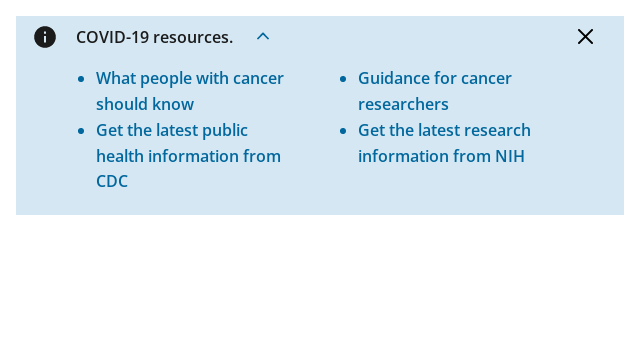 COVID-19 resources.
What people with cancer
should know
Get the latest public
health information from
CDC
Guidance for cancer
researchers
Get the latest research
information from NIH